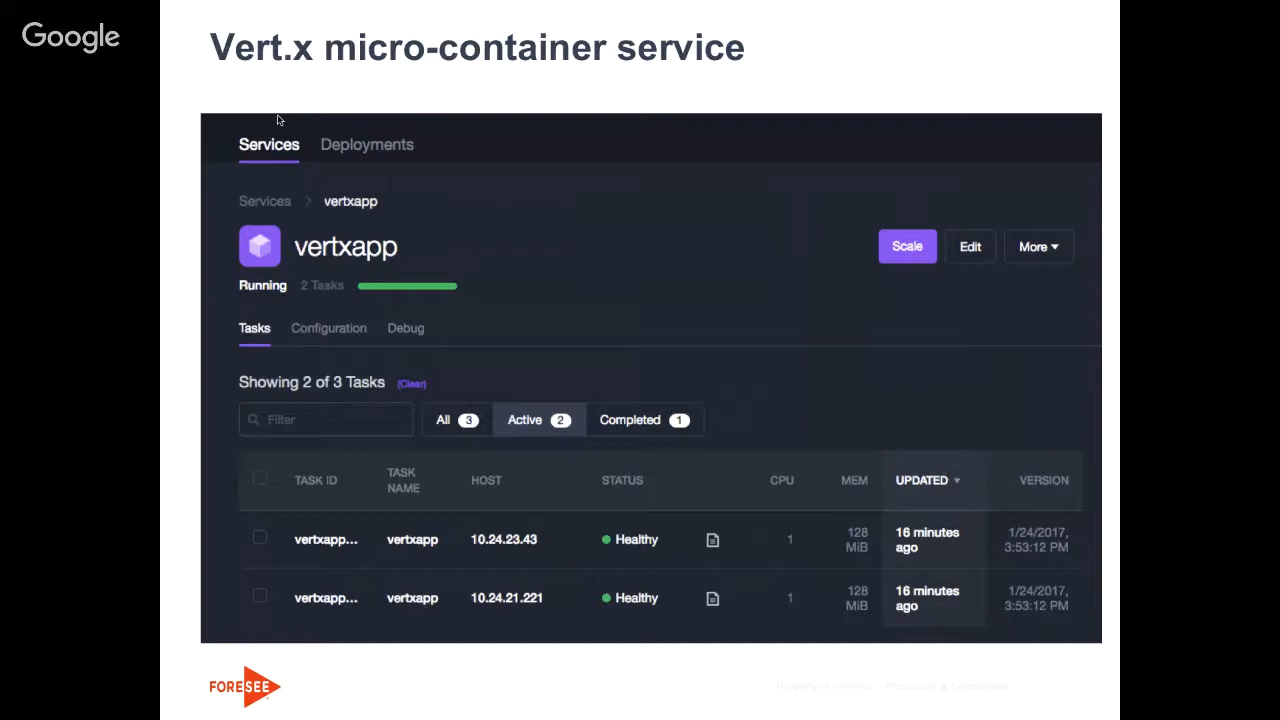 Google
Vert.x micro-container service
Services Deployments
Services > vertxapp
vertxapp
Scale Edit More
Running 2 Tasks
Tasks Configuration Debug
Showing 2 of 3 Tasks (Clear)
Filter All 3 Active 2 Completed 1
TASK ID TASK NAME HOST STATUS CPU MEM UPDATED VERSION
vertxapp... vertxapp 10.24.23.43 Healthy 1 128 MiB 16 minutes ago 1/24/2017, 3:53:12 PM
vertxapp... vertxapp 10.24.21.221 Healthy 1 128 MiB 16 minutes ago 1/24/2017, 3:53:12 PM
FORESEE